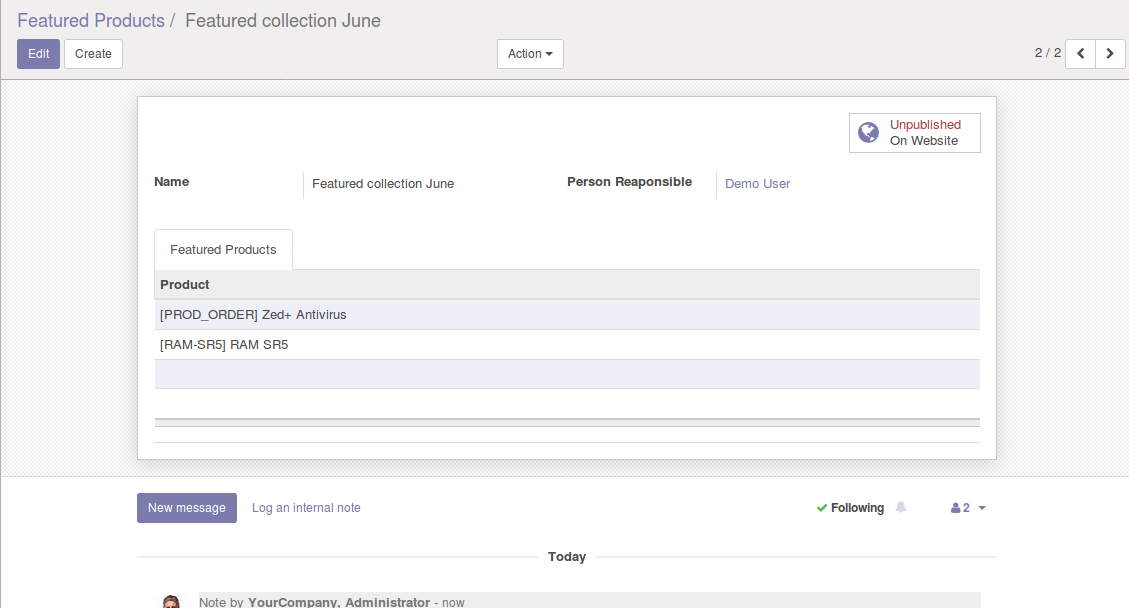 Featured Products / Featured collection June
Edit Create Action 2 / 2
Unpublished
On Website
Name Featured collection June Person Reaponsible Demo User
Featured Products
Product
[PROD_ORDER] Zed+ Antivirus
[RAM-SR5] RAM SR5
New message Log an internal note Following 2
Today
Note by YourCompany, Administrator - now